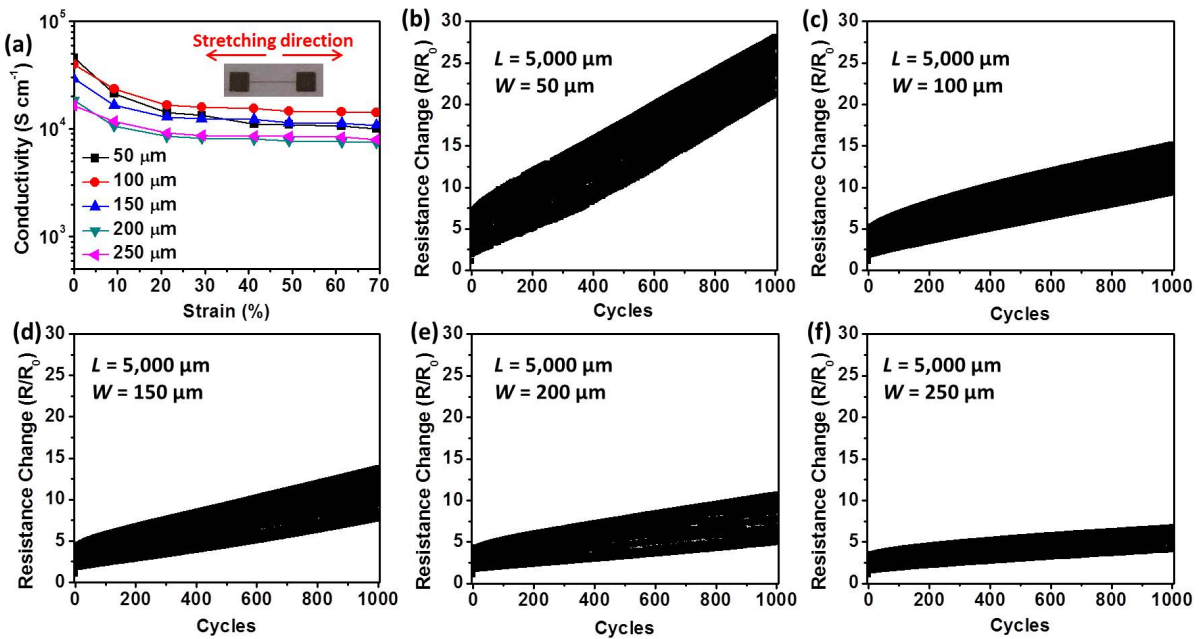 (a)
Conductivity (S cm⁻¹)
10⁵
10⁴
10³
Stretching direction
50 μm
100 μm
150 μm
200 μm
250 μm
0 10 20 30 40 50 60 70
Strain (%)
(b)
Resistance Change (R/R₀)
30
25
20
15
10
5
0
L = 5,000 μm
W = 50 μm
0 200 400 600 800 1000
Cycles
(c)
Resistance Change (R/R₀)
30
25
20
15
10
5
0
L = 5,000 μm
W = 100 μm
0 200 400 600 800 1000
Cycles
(d)
Resistance Change (R/R₀)
30
25
20
15
10
5
0
L = 5,000 μm
W = 150 μm
0 200 400 600 800 1000
Cycles
(e)
Resistance Change (R/R₀)
30
25
20
15
10
5
0
L = 5,000 μm
W = 200 μm
0 200 400 600 800 1000
Cycles
(f)
Resistance Change (R/R₀)
30
25
20
15
10
5
0
L = 5,000 μm
W = 250 μm
0 200 400 600 800 1000
Cycles